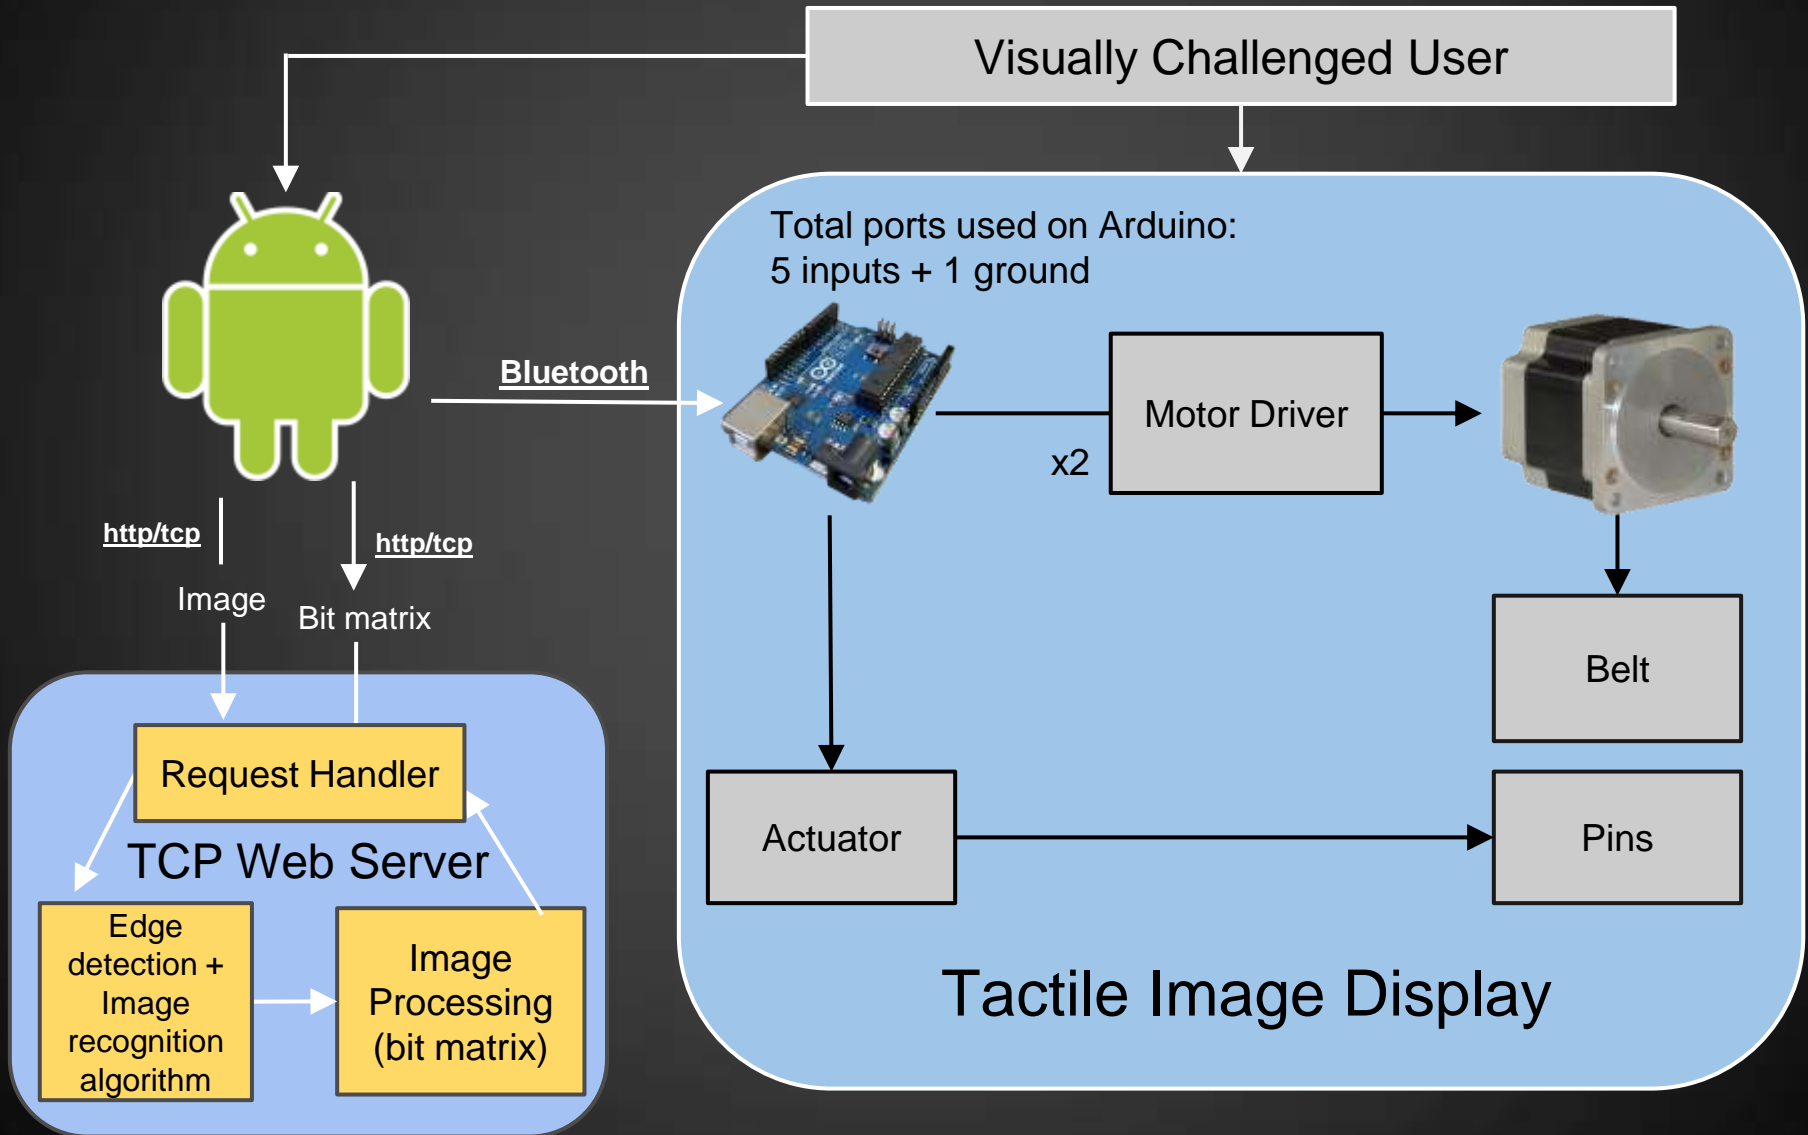 Visually Challenged User
Total ports used on Arduino:
5 inputs + 1 ground
Bluetooth
Motor Driver
x2
http/tcp
http/tcp
Image
Bit matrix
Belt
Request Handler
TCP Web Server
Actuator
Pins
Edge
detection +
Image
recognition
algorithm
Image
Processing
(bit matrix)
Tactile Image Display